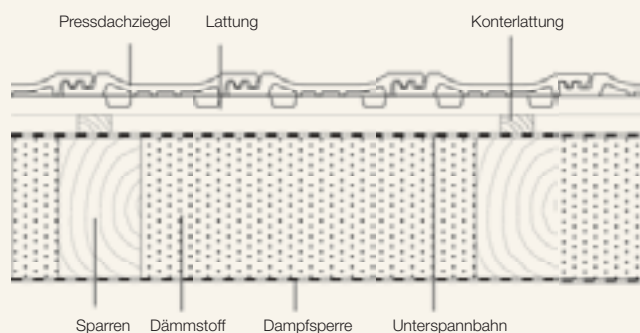 Pressdachziegel Lattung Konterlattung
Sparren Dämmstoff Dampfsperre Unterspannbahn